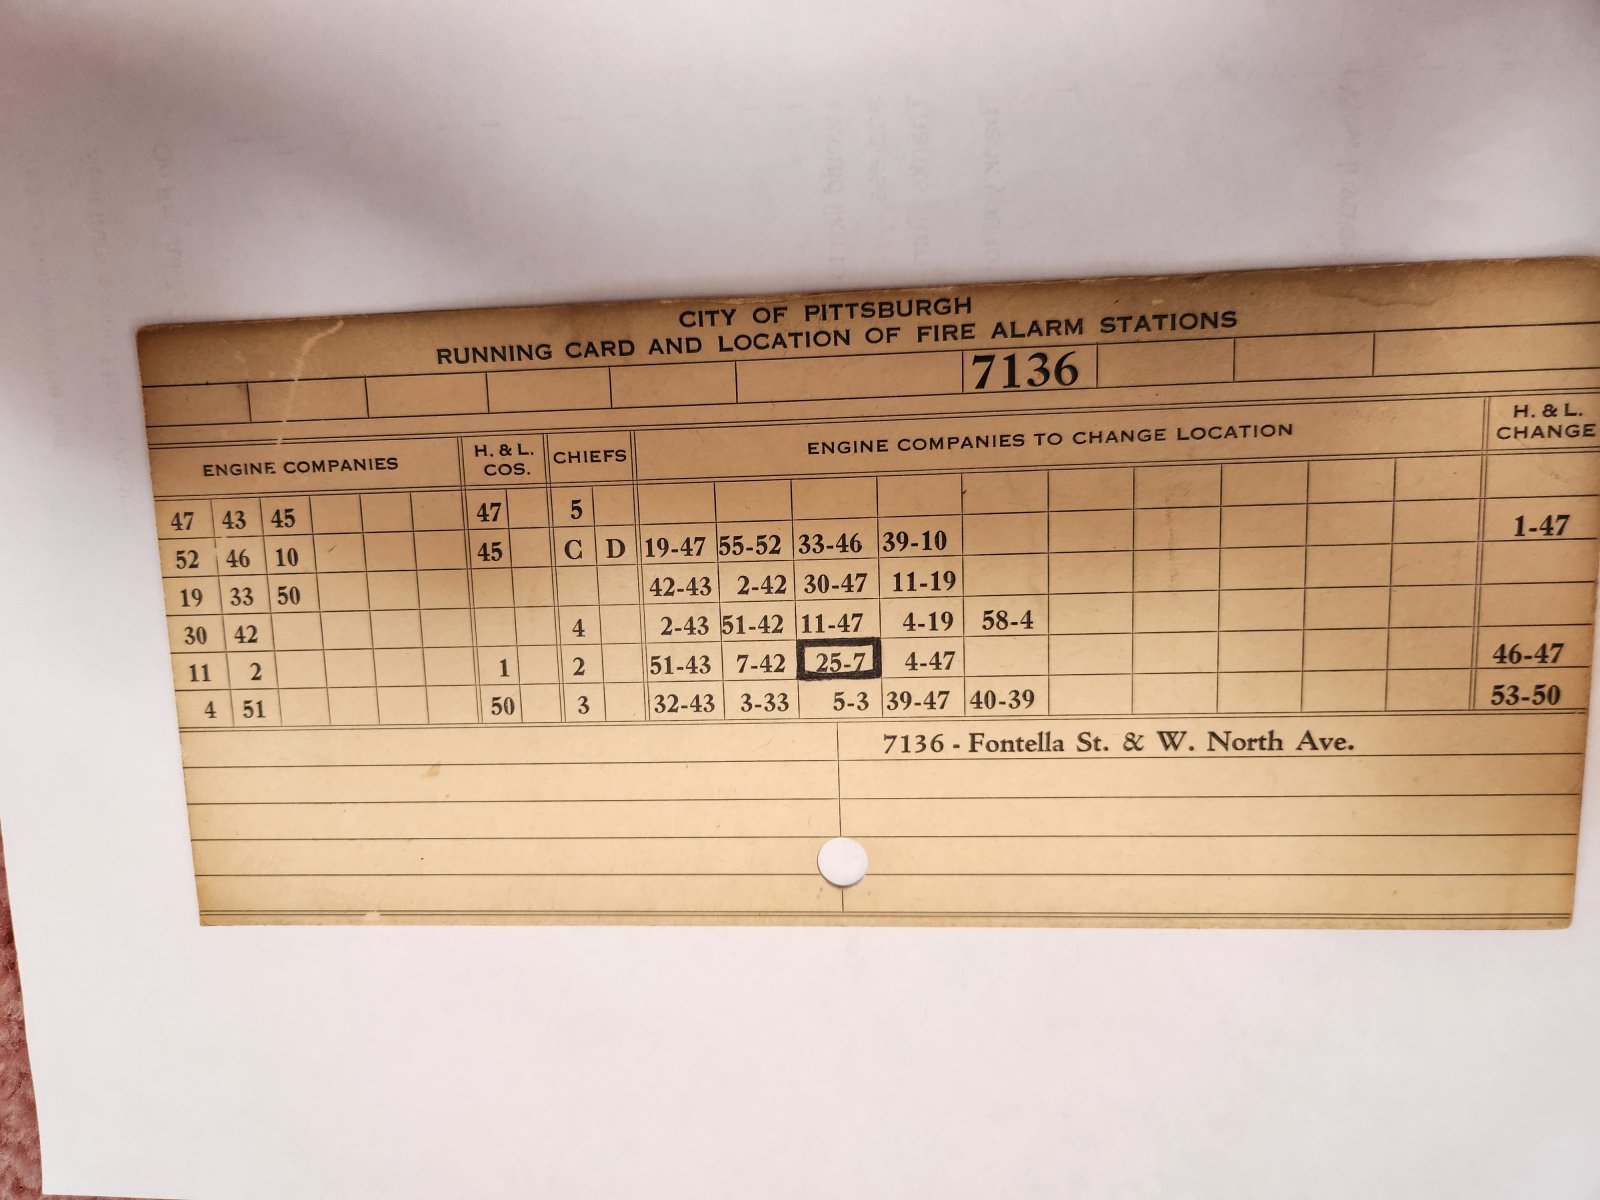 CITY OF PITTSBURGH
RUNNING CARD AND LOCATION OF FIRE ALARM STATIONS
7136
ENGINE COMPANIES H. & L. COS. CHIEFS ENGINE COMPANIES TO CHANGE LOCATION H. & L. CHANGE
47 43 45 47 5
52 46 10 45 C D 19-47 55-52 33-46 39-10 1-47
19 33 50 42-43 2-42 30-47 11-19
30 42 4 2-43 51-42 11-47 4-19 58-4
11 2 1 2 51-43 7-42 25-7 4-47 46-47
4 51 50 3 32-43 3-33 5-3 39-47 40-39 53-50
7136 - Fontella St. & W. North Ave.